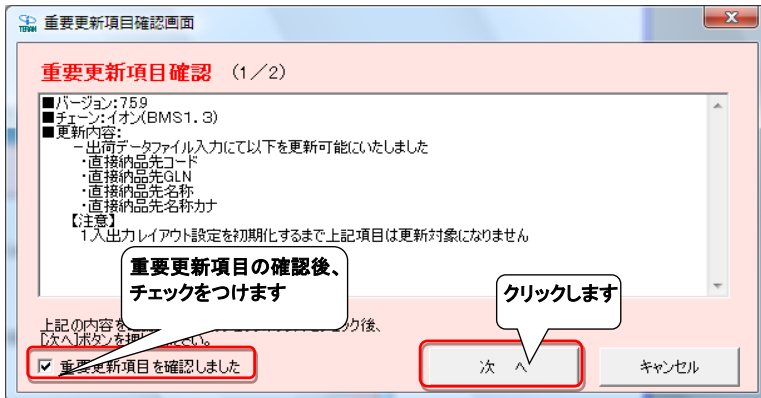 TERAN 重要更新項目確認画面
重要更新項目確認 (1/2)
■バージョン:7.5.9
■チェーン:イオン(BMS1.3)
■更新内容:
－出荷データファイル入力にて以下を更新可能にいたしました
・直接納品先コード
・直接納品先GLN
・直接納品先名称
・直接納品先名称カナ
【注意】
１.入出力レイアウト設定を初期化するまで上記項目は更新対象になりません
重要更新項目の確認後、
チェックをつけます
クリックします
上記の内容を
ック後、
[次へ]ボタンを押
さい。
重要更新項目を確認しました
次 へ
キャンセル